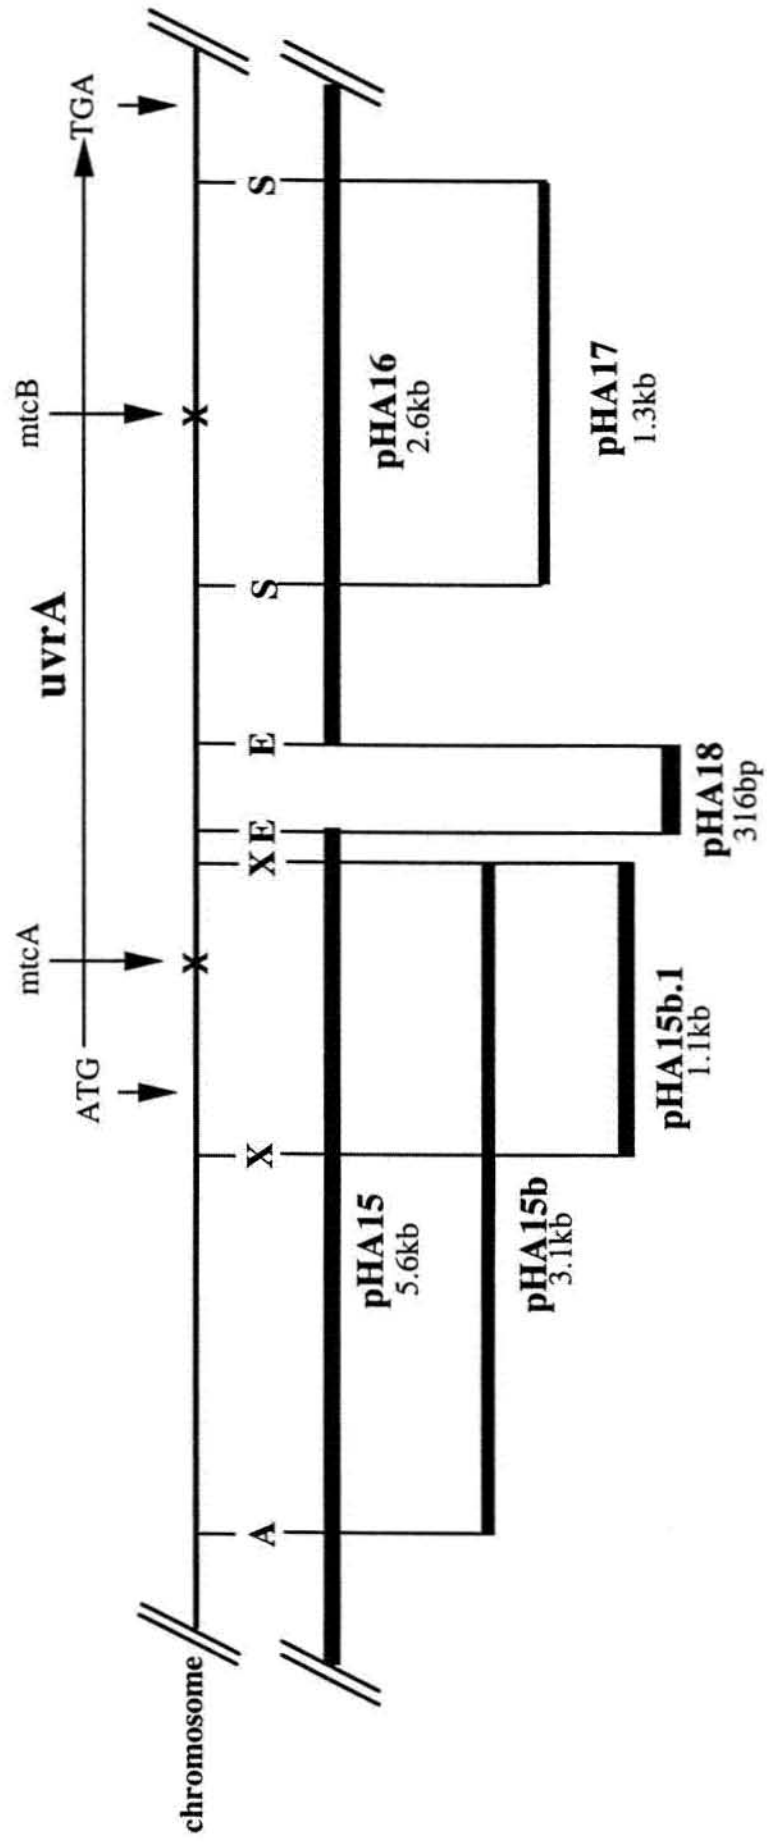 uvrA
mtcA
mtcB
ATG
TGA
chromosome
A
X
X
E
E
S
S
pHA15
5.6kb
pHA16
2.6kb
pHA15b
3.1kb
pHA17
1.3kb
pHA15b.1
1.1kb
pHA18
316bp